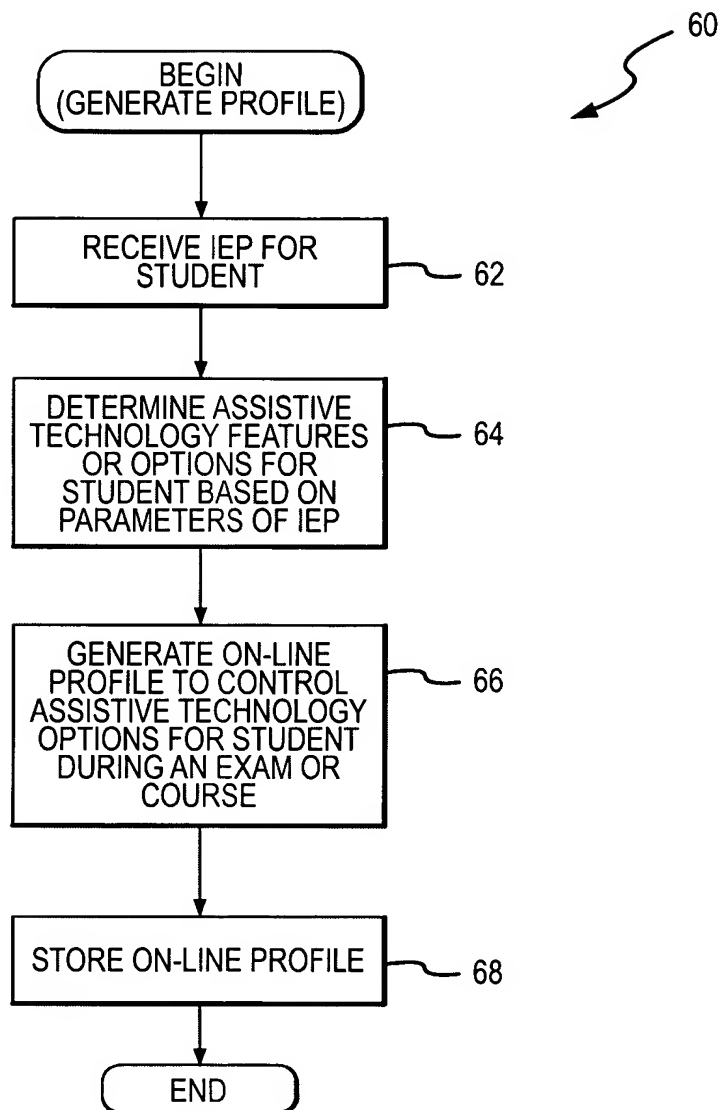 60
BEGIN
(GENERATE PROFILE)
RECEIVE IEP FOR
STUDENT
62
DETERMINE ASSISTIVE
TECHNOLOGY FEATURES
OR OPTIONS FOR
STUDENT BASED ON
PARAMETERS OF IEP
64
GENERATE ON-LINE
PROFILE TO CONTROL
ASSISTIVE TECHNOLOGY
OPTIONS FOR STUDENT
DURING AN EXAM OR
COURSE
66
STORE ON-LINE PROFILE
68
END